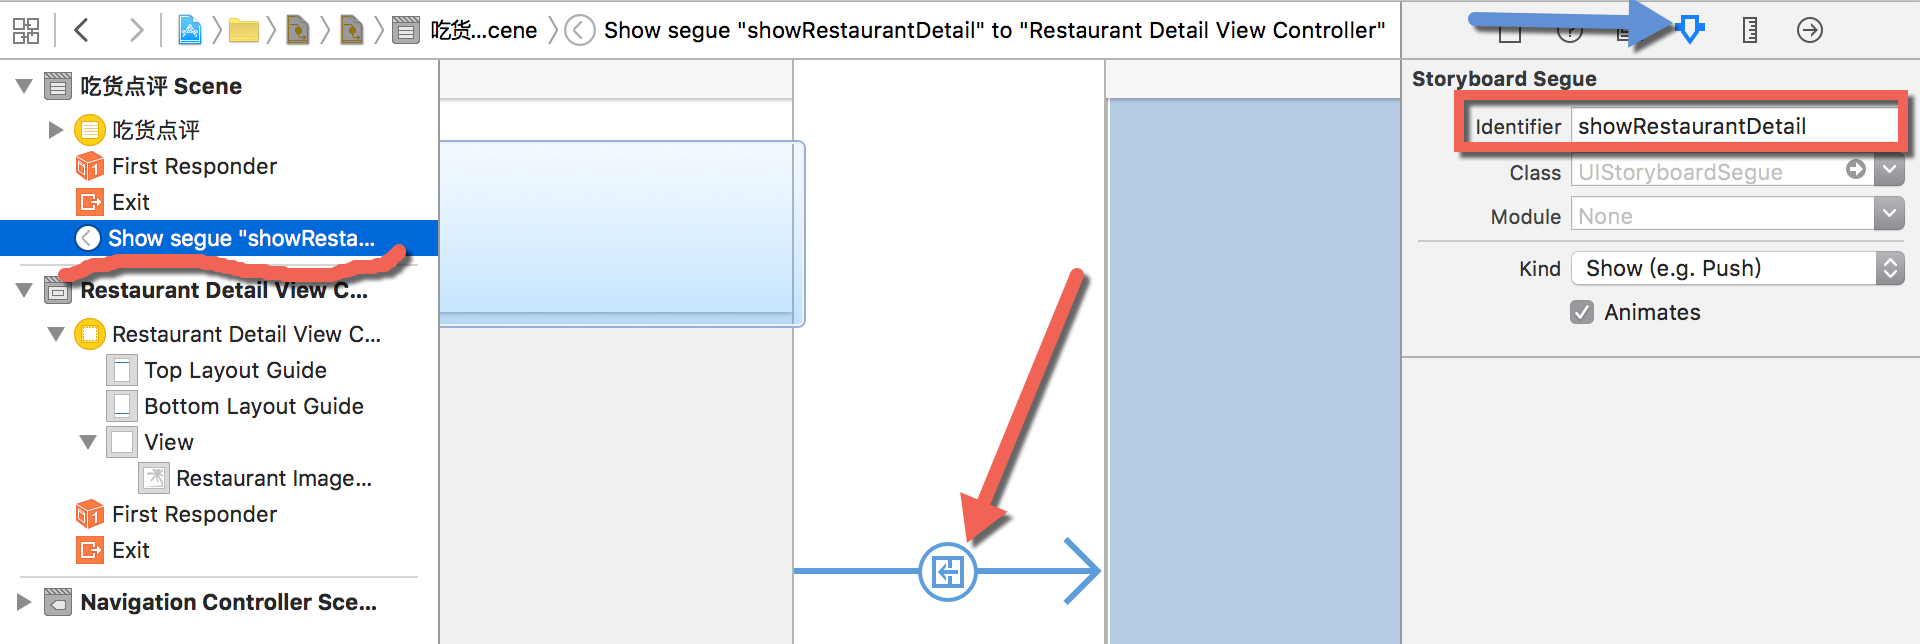 吃货...cene
Show segue "showRestaurantDetail" to "Restaurant Detail View Controller"
吃货点评 Scene
吃货点评
First Responder
Exit
Show segue "showResta...
Restaurant Detail View C...
Restaurant Detail View C...
Top Layout Guide
Bottom Layout Guide
View
Restaurant Image...
First Responder
Exit
Navigation Controller Sce...
Storyboard Segue
Identifier showRestaurantDetail
Class UIStoryboardSegue
Module None
Kind Show (e.g. Push)
Animates